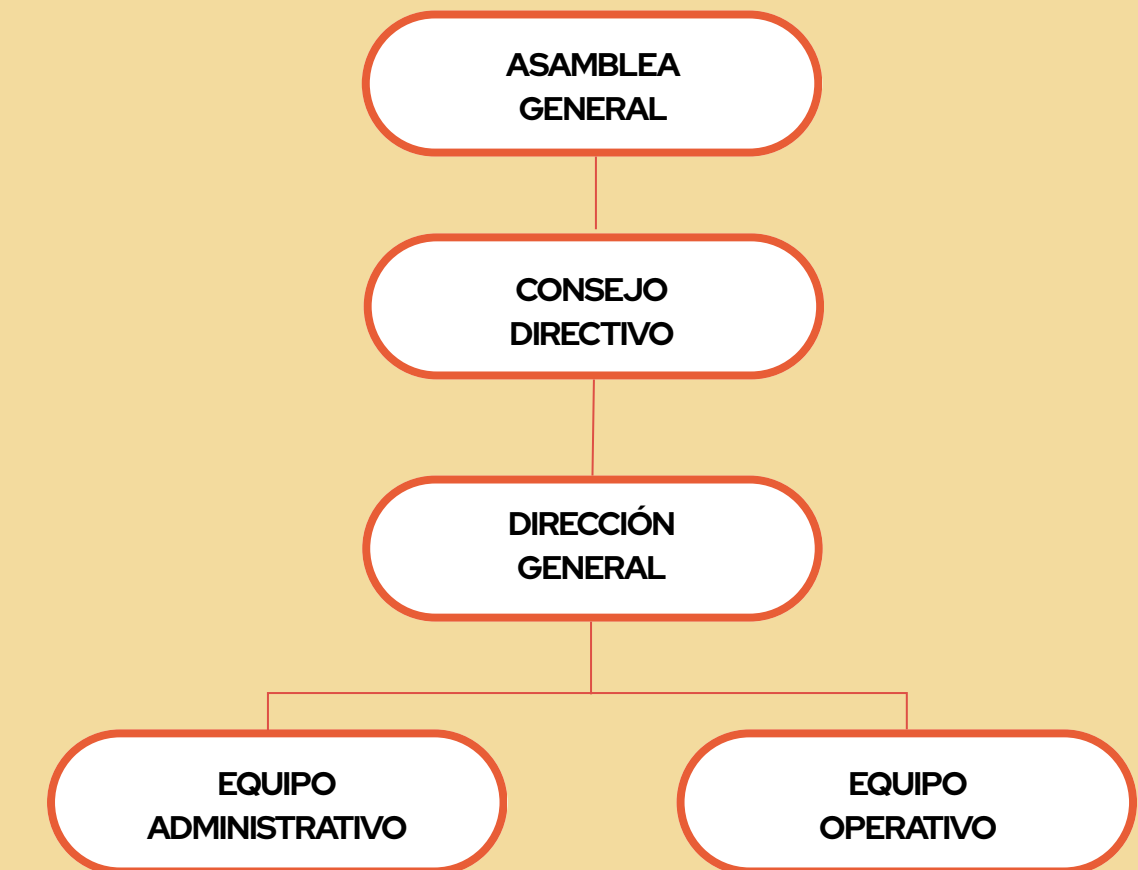 ASAMBLEA
GENERAL
CONSEJO
DIRECTIVO
DIRECCIÓN
GENERAL
EQUIPO
ADMINISTRATIVO
EQUIPO
OPERATIVO